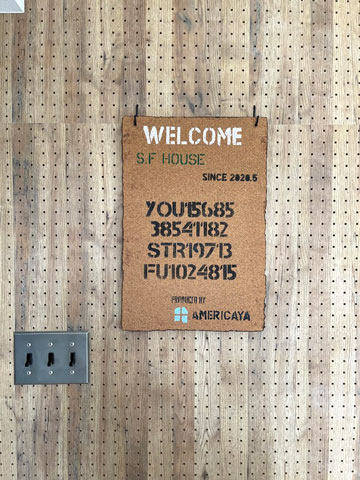 WELCOME
S.F HOUSE
SINCE 2020.5
YOU15685
38541182
STR19713
FU1024815
PRODUCED BY
AMERICAYA